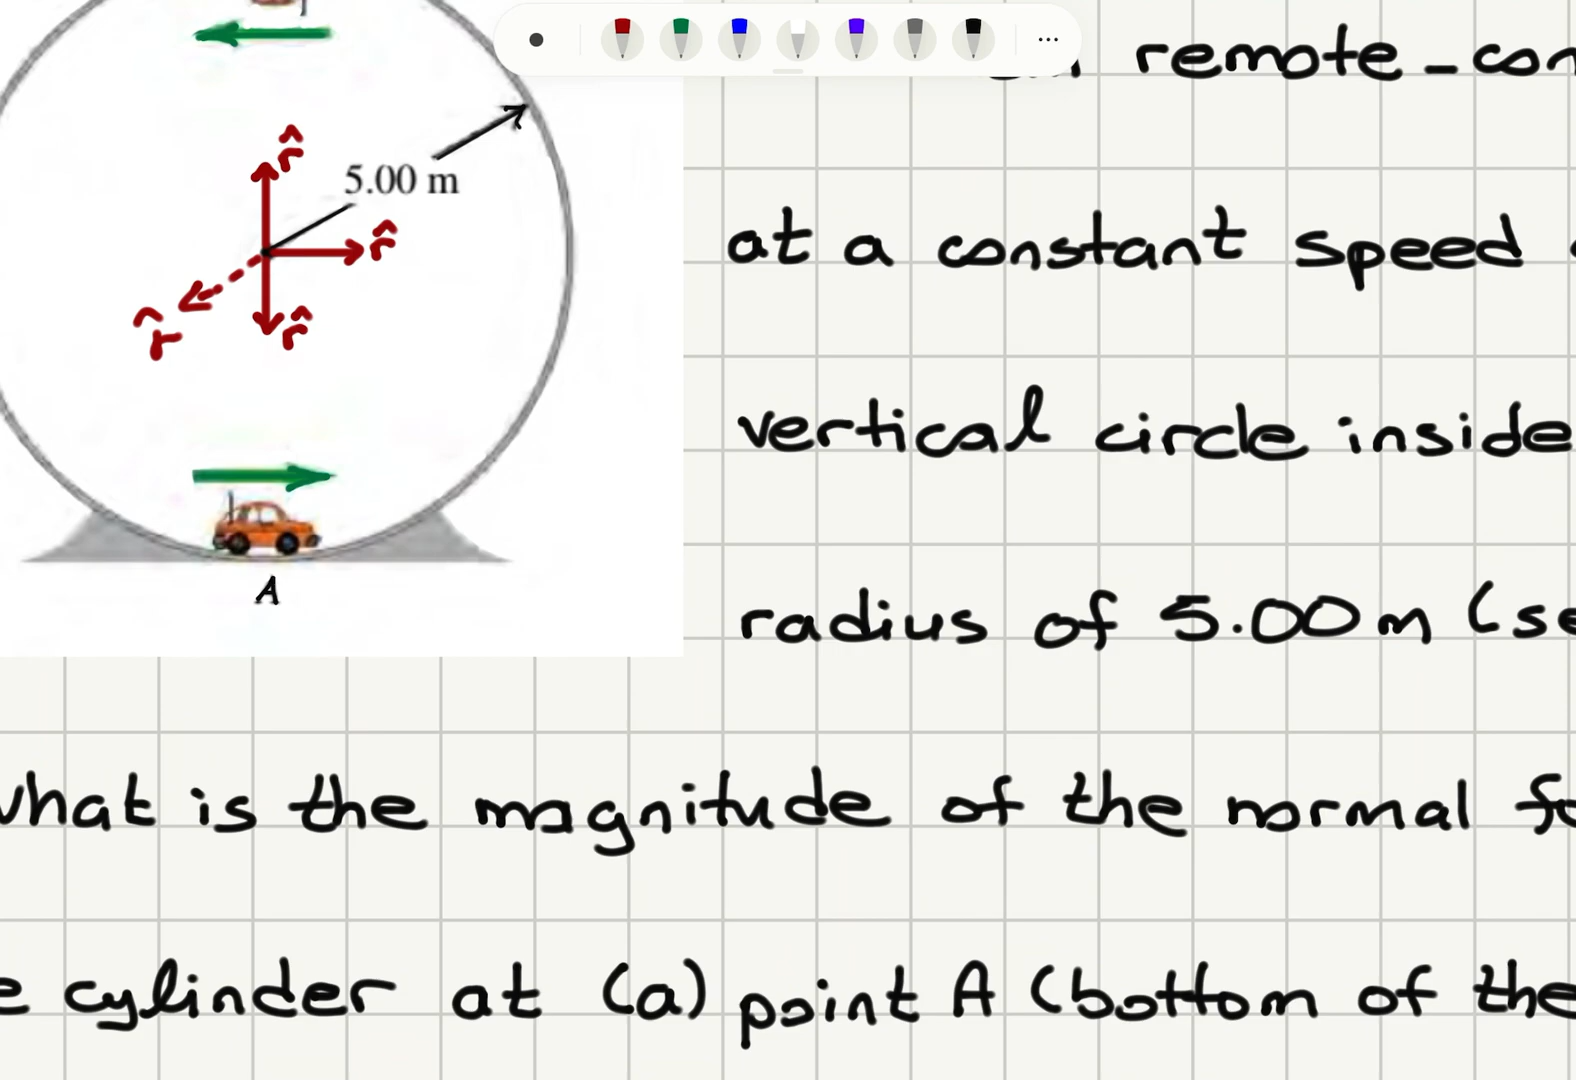 remote-con
r̂
5.00 m
r̂
at a constant speed
r̂
r̂
vertical circle inside
A
radius of 5.00 m (se
what is the magnitude of the normal fo
e cylinder at (a) point A (bottom of the